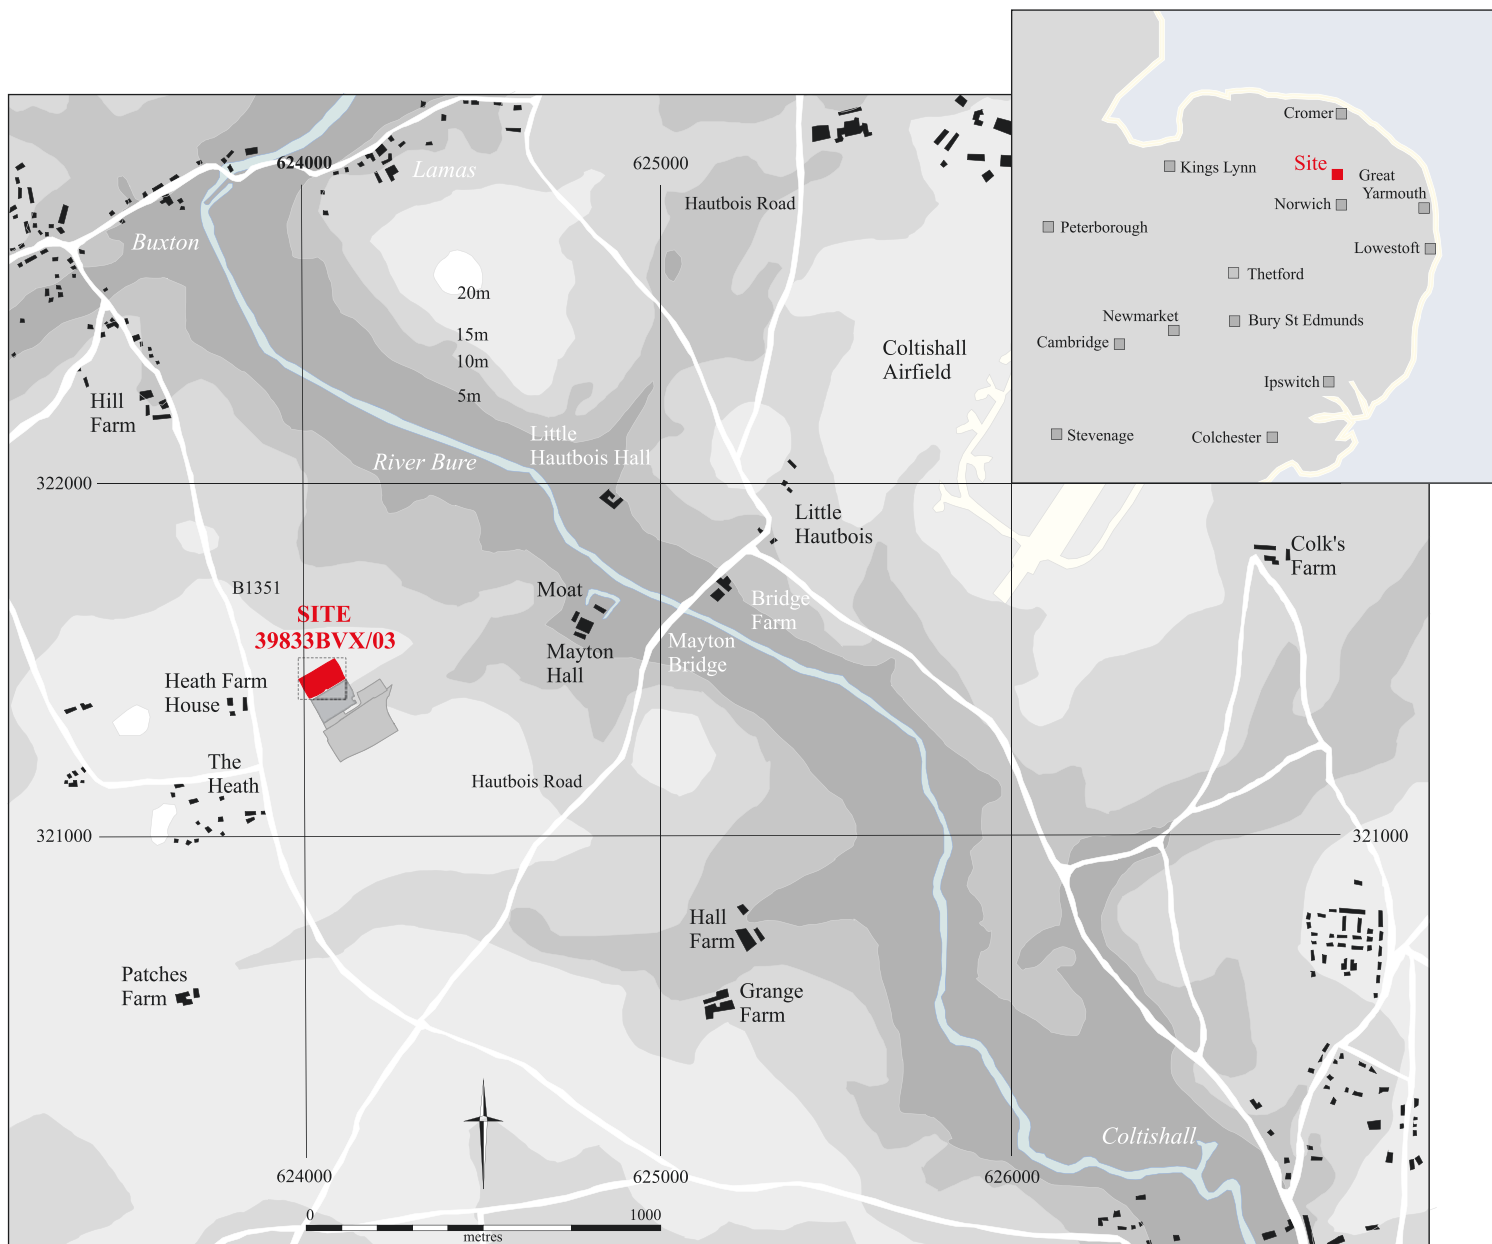 Cromer
Site
Kings Lynn
Great
Yarmouth
Norwich
Peterborough
Lowestoft
Thetford
Newmarket
Bury St Edmunds
Cambridge
Ipswich
Stevenage
Colchester
624000
625000
Lamas
Hautbois Road
Buxton
20m
15m
10m
5m
Coltishall
Airfield
Hill
Farm
Little
Hautbois Hall
River Bure
322000
Little
Hautbois
Colk's
Farm
B1351
Moat
SITE
39833BVX/03
Bridge
Farm
Mayton
Bridge
Mayton
Hall
Heath Farm
House
The
Heath
Hautbois Road
321000
321000
Hall
Farm
Patches
Farm
Grange
Farm
Coltishall
624000
625000
626000
0
1000
metres